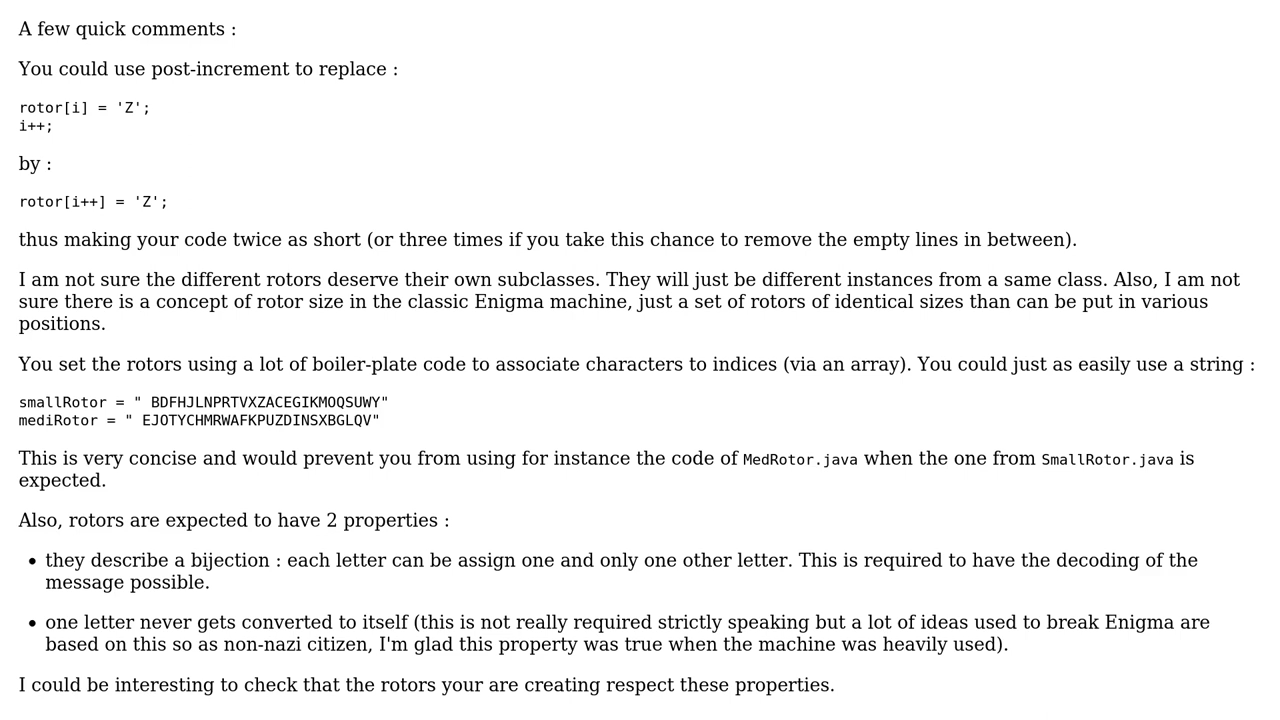 A few quick comments :
You could use post-increment to replace :
rotor[i] = 'Z';
i++;
by :
rotor[i++] = 'Z';
thus making your code twice as short (or three times if you take this chance to remove the empty lines in between).
I am not sure the different rotors deserve their own subclasses. They will just be different instances from a same class. Also, I am not
sure there is a concept of rotor size in the classic Enigma machine, just a set of rotors of identical sizes than can be put in various
positions.
You set the rotors using a lot of boiler-plate code to associate characters to indices (via an array). You could just as easily use a string :
smallRotor = " BDFHJLNPRTVXZACEGIKMOQSUWY"
mediRotor = " EJOTYCHMRWAFKPUZDINSXBGLQV"
This is very concise and would prevent you from using for instance the code of MedRotor.java when the one from SmallRotor.java is
expected.
Also, rotors are expected to have 2 properties :
• they describe a bijection : each letter can be assign one and only one other letter. This is required to have the decoding of the
message possible.
• one letter never gets converted to itself (this is not really required strictly speaking but a lot of ideas used to break Enigma are
based on this so as non-nazi citizen, I'm glad this property was true when the machine was heavily used).
I could be interesting to check that the rotors your are creating respect these properties.